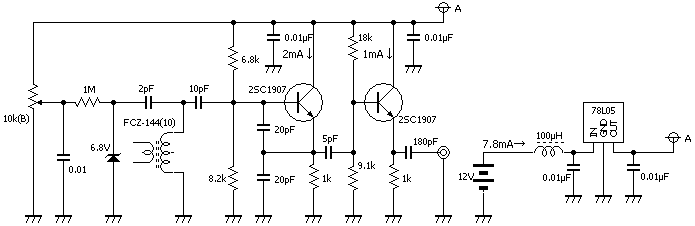 A
0.01μF
2mA ↓
18k
1mA ↓
0.01μF
6.8k
1M
2pF
10pF
2SC1907
2SC1907
10k(B)
FCZ-144(10)
20pF
5pF
180pF
78L05
IN
GND
OUT
A
6.8V
0.01
8.2k
20pF
1k
9.1k
1k
7.8mA→
100μH
12V
0.01μF
0.01μF